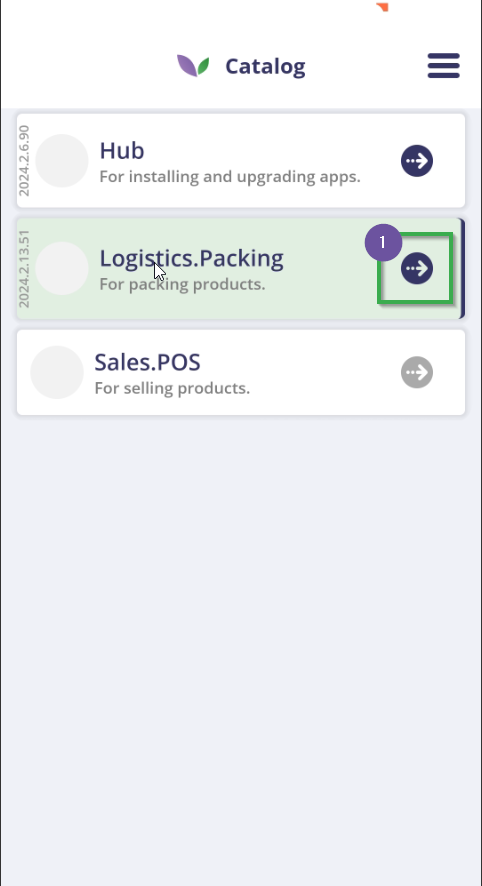 Catalog
2024.2.6.90
Hub
For installing and upgrading apps.
2024.2.13.51
Logistics.Packing
For packing products.
1
Sales.POS
For selling products.